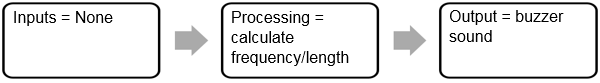 Inputs = None
Processing =
calculate
frequency/length
Output = buzzer
sound